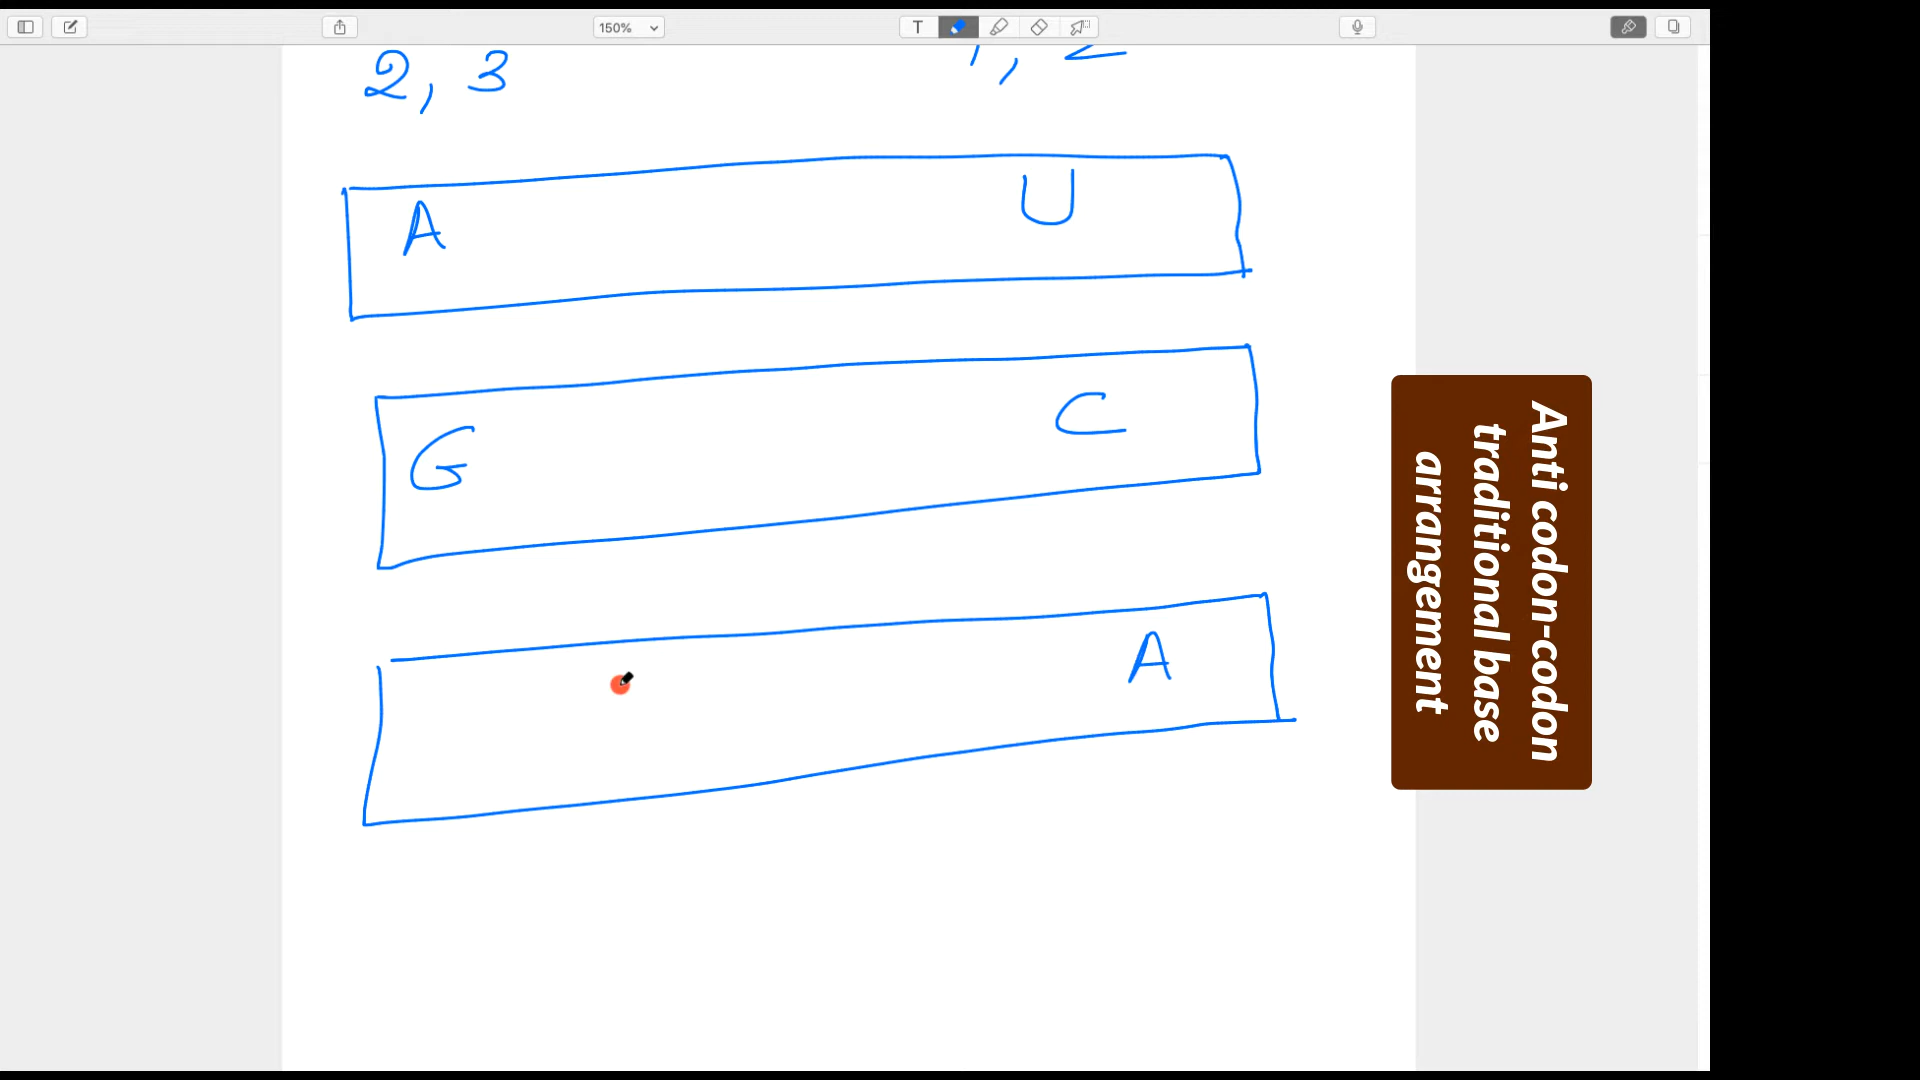 150%
T
2, 3
A U
G C
A
Anti codon-codon
traditional base
arrangement